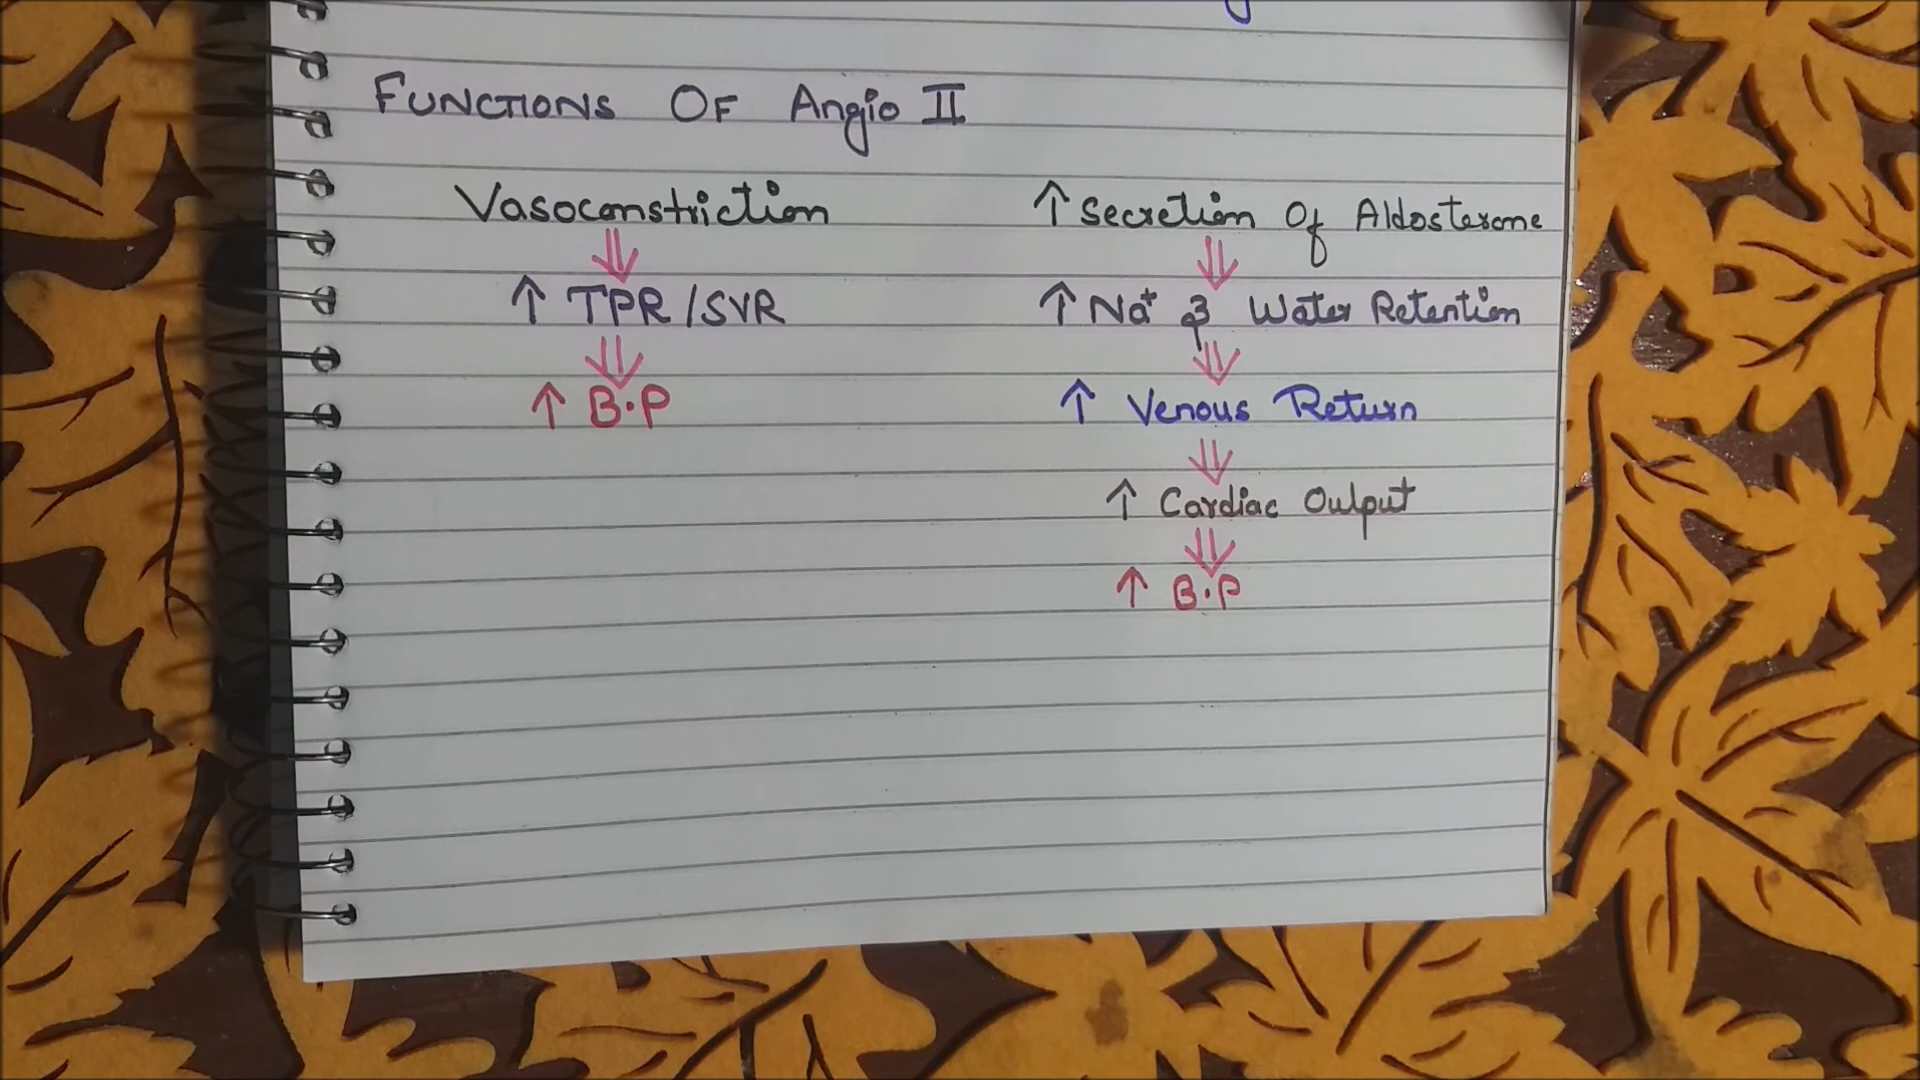 FUNCTIONS OF Angio II
Vasoconstriction
↑ TPR/SVR
↑ B.P
↑ Secretion Of Aldosterone
↑ Na⁺ & Water Retention
↑ Venous Return
↑ Cardiac Output
↑ B.P